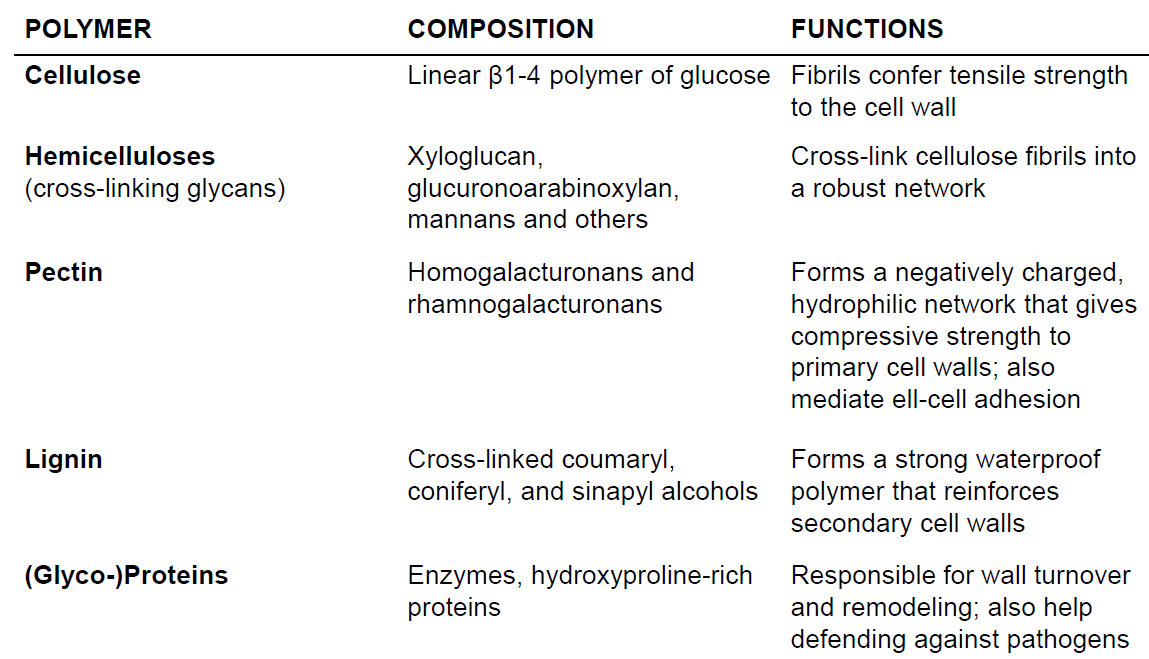 POLYMER COMPOSITION FUNCTIONS
Cellulose Linear β1-4 polymer of glucose Fibrils confer tensile strength
to the cell wall
Hemicelluloses Xyloglucan, Cross-link cellulose fibrils into
(cross-linking glycans) glucuronoarabinoxylan, a robust network
mannans and others
Pectin Homogalacturonans and Forms a negatively charged,
rhamnogalacturonans hydrophilic network that gives
compressive strength to
primary cell walls; also
mediate ell-cell adhesion
Lignin Cross-linked coumaryl, Forms a strong waterproof
coniferyl, and sinapyl alcohols polymer that reinforces
secondary cell walls
(Glyco-)Proteins Enzymes, hydroxyproline-rich Responsible for wall turnover
proteins and remodeling; also help
defending against pathogens